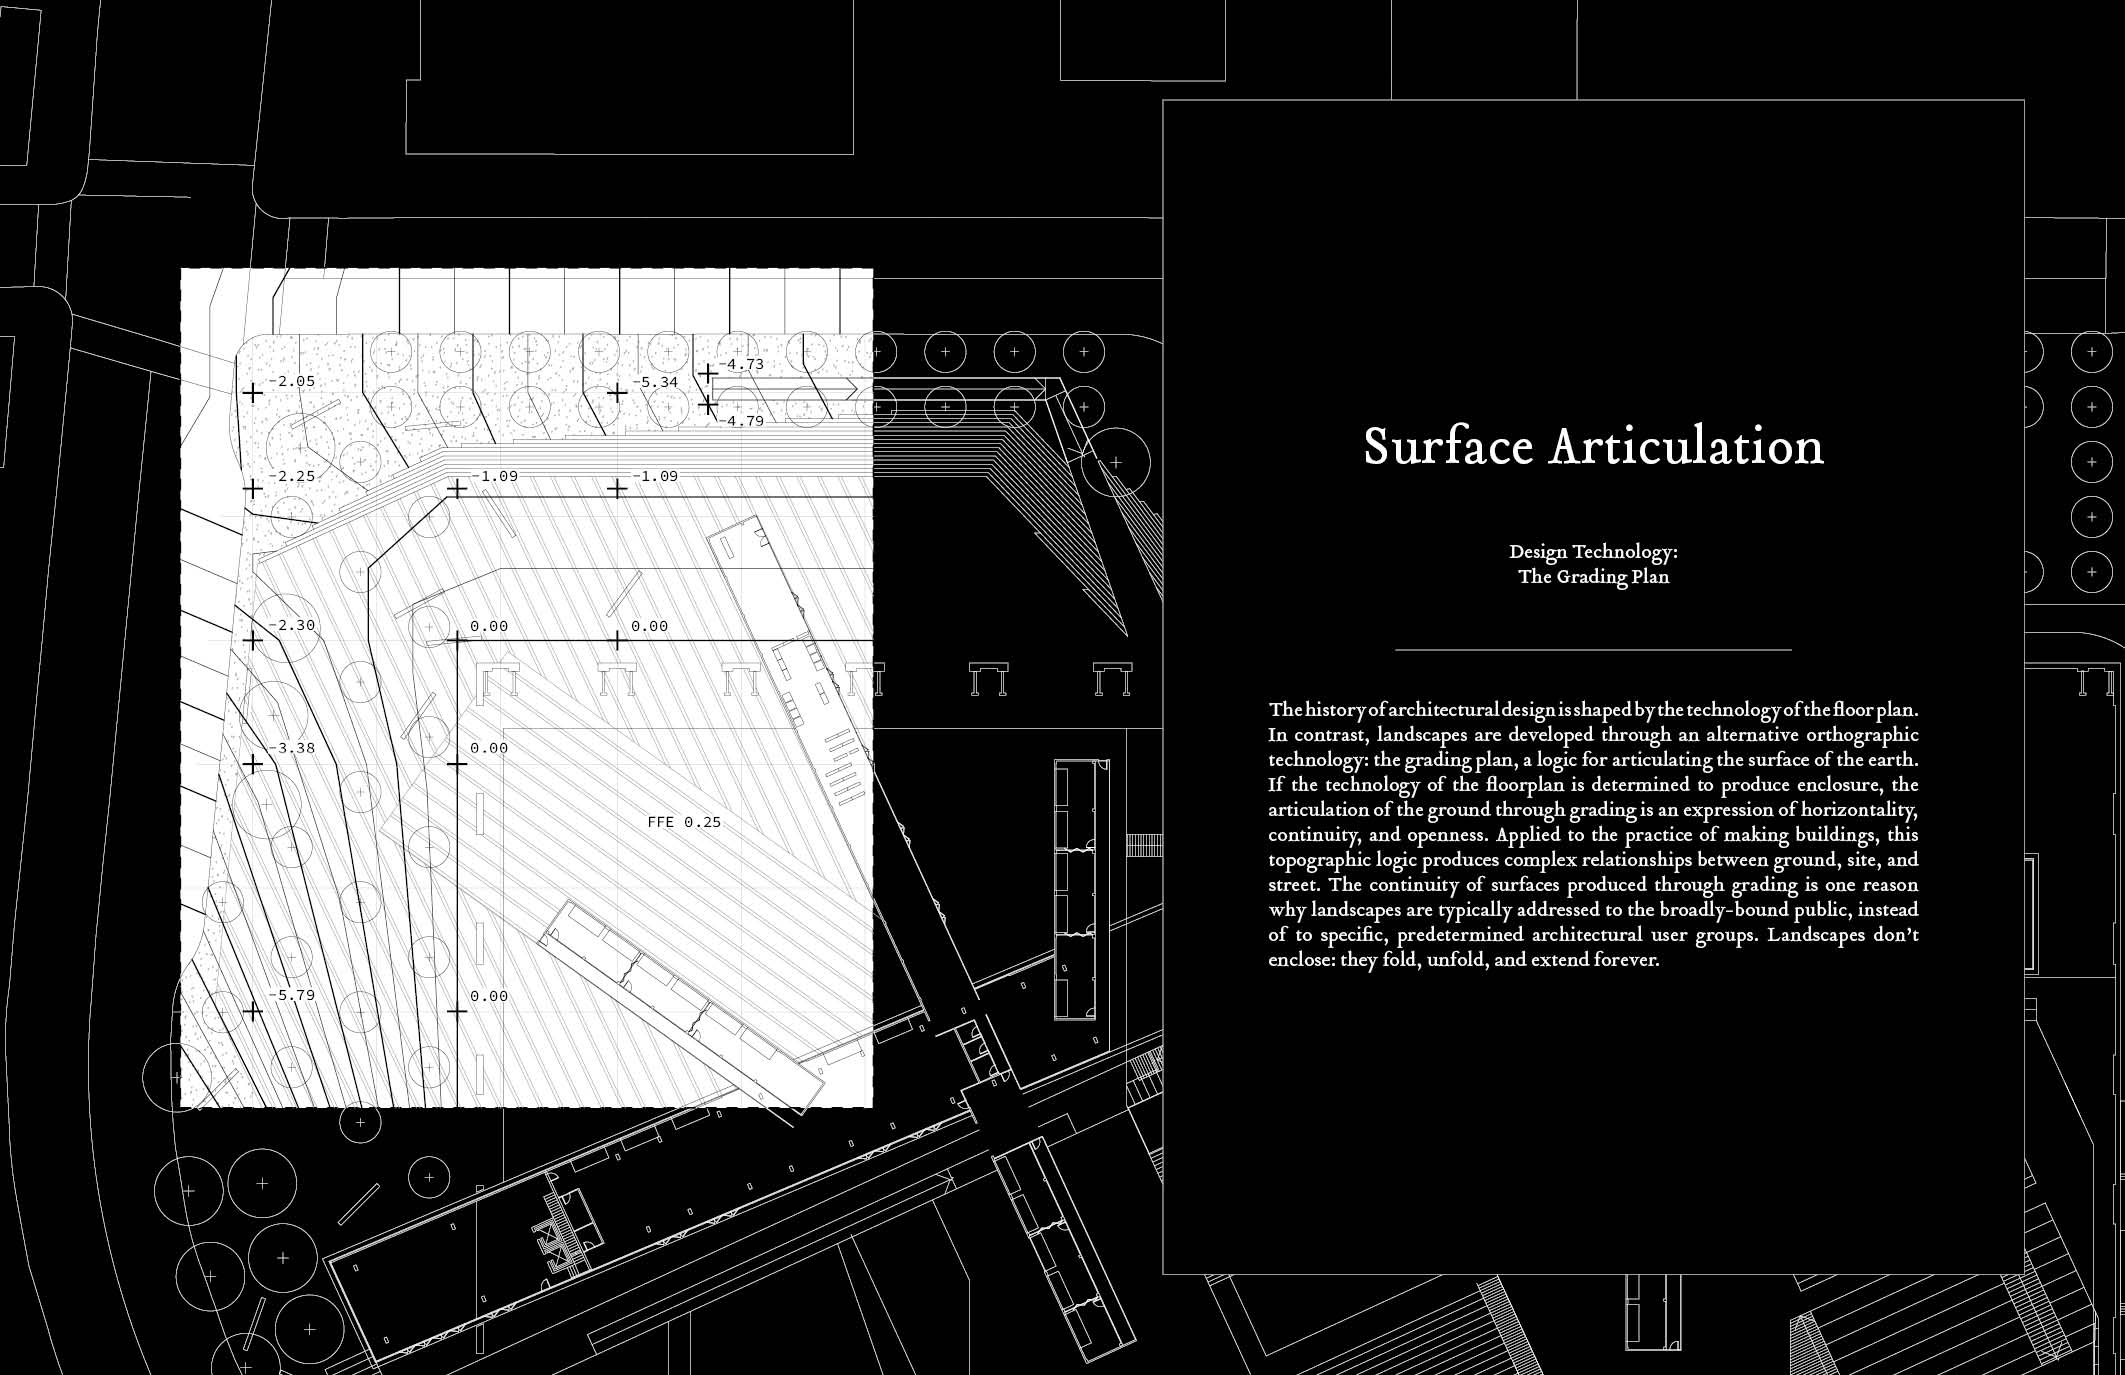 -4.73
-2.05
-5.34
-4.79
-2.25
-1.09
-1.09
-2.30
0.00
0.00
-3.38
0.00
FFE 0.25
-5.79
0.00
Surface Articulation
Design Technology:
The Grading Plan
The history of architectural design is shaped by the technology of the floor plan.
In contrast, landscapes are developed through an alternative orthographic
technology: the grading plan, a logic for articulating the surface of the earth.
If the technology of the floorplan is determined to produce enclosure, the
articulation of the ground through grading is an expression of horizontality,
continuity, and openness. Applied to the practice of making buildings, this
topographic logic produces complex relationships between ground, site, and
street. The continuity of surfaces produced through grading is one reason
why landscapes are typically addressed to the broadly-bound public, instead
of to specific, predetermined architectural user groups. Landscapes don't
enclose: they fold, unfold, and extend forever.